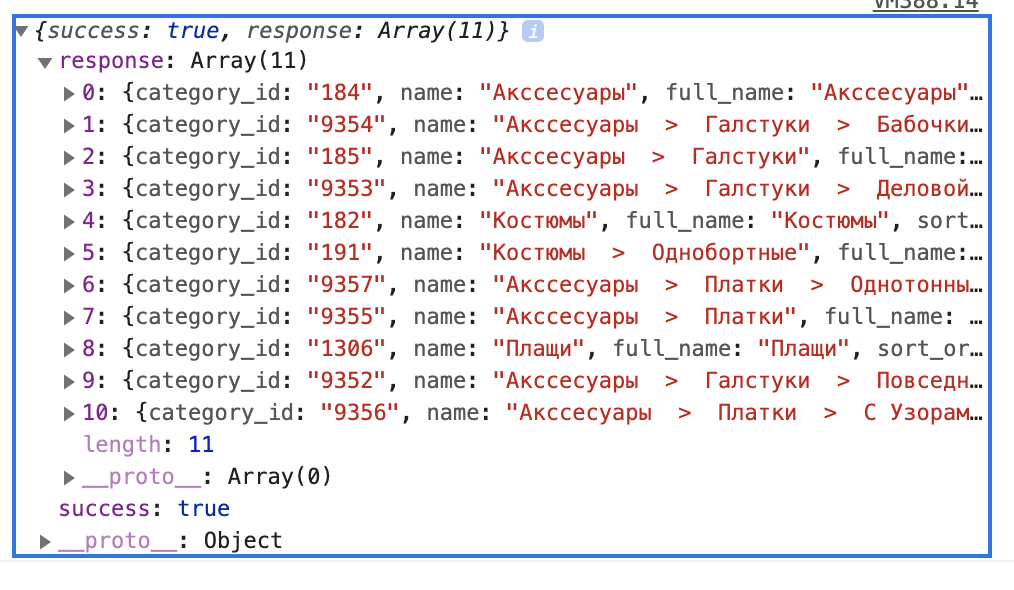 VM388:14
{success: true, response: Array(11)} i
response: Array(11)
0: {category_id: "184", name: "Акссесуары", full_name: "Акссесуары"…
1: {category_id: "9354", name: "Акссесуары  >  Галстуки  >  Бабочки…
2: {category_id: "185", name: "Акссесуары  >  Галстуки", full_name:…
3: {category_id: "9353", name: "Акссесуары  >  Галстуки  >  Деловой…
4: {category_id: "182", name: "Костюмы", full_name: "Костюмы", sort…
5: {category_id: "191", name: "Костюмы  >  Однобортные", full_name:…
6: {category_id: "9357", name: "Акссесуары  >  Платки  >  Однотонны…
7: {category_id: "9355", name: "Акссесуары  >  Платки", full_name: …
8: {category_id: "1306", name: "Плащи", full_name: "Плащи", sort_or…
9: {category_id: "9352", name: "Акссесуары  >  Галстуки  >  Повседн…
10: {category_id: "9356", name: "Акссесуары  >  Платки  >  С Узорам…
length: 11
__proto__: Array(0)
success: true
__proto__: Object